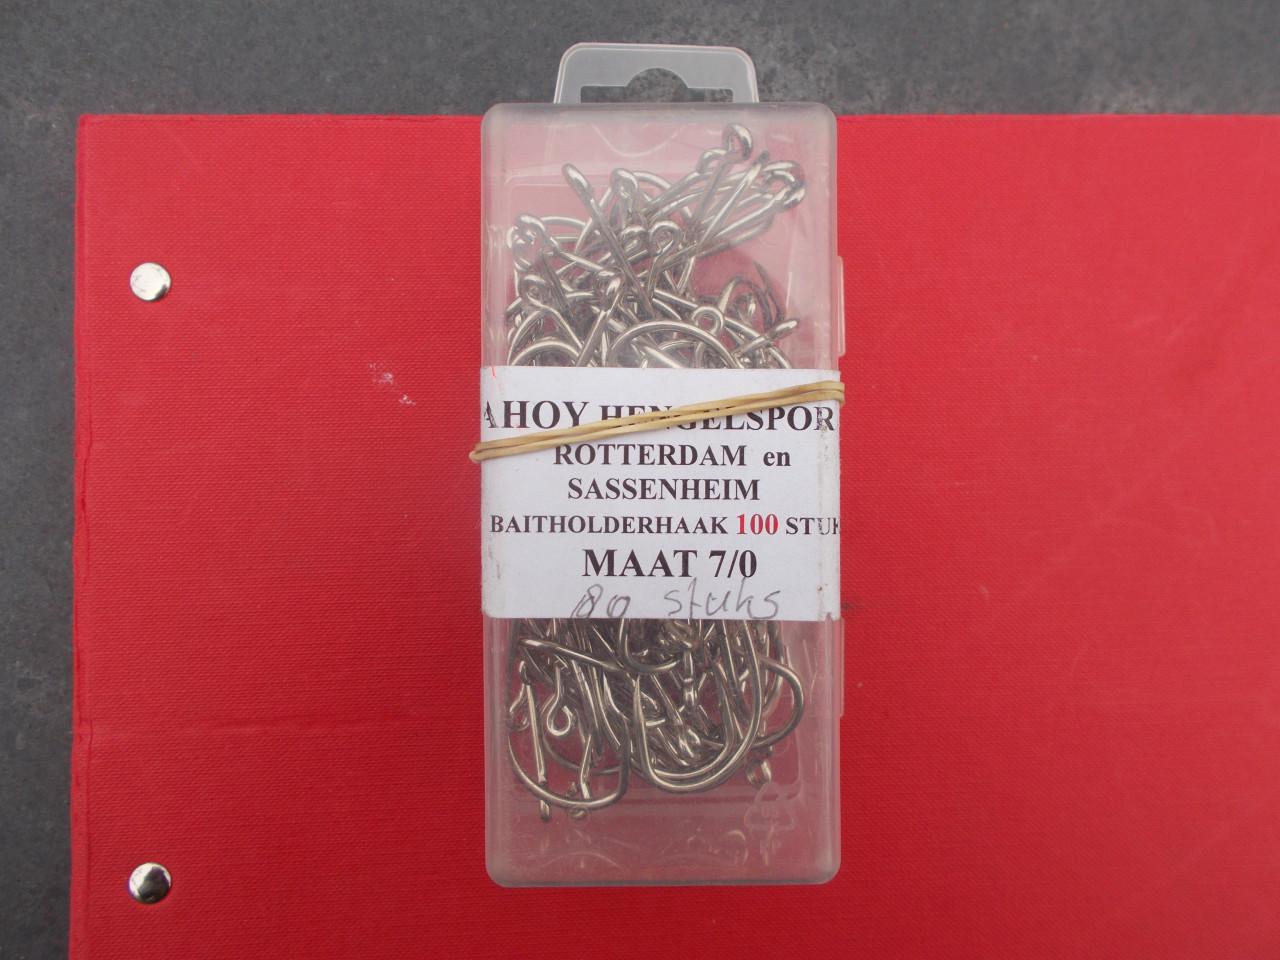 AHOY HENGELSPOR
ROTTERDAM en
SASSENHEIM
BAITHOLDERHAAK 100 STUK
MAAT 7/0
80 stuks